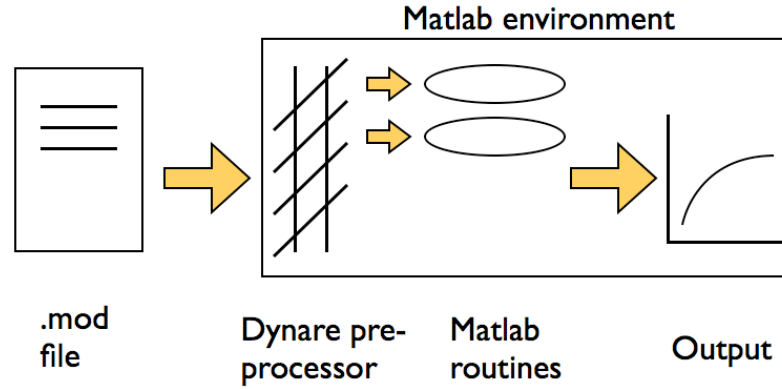 Matlab environment
.mod
file
Dynare pre-
processor
Matlab
routines
Output